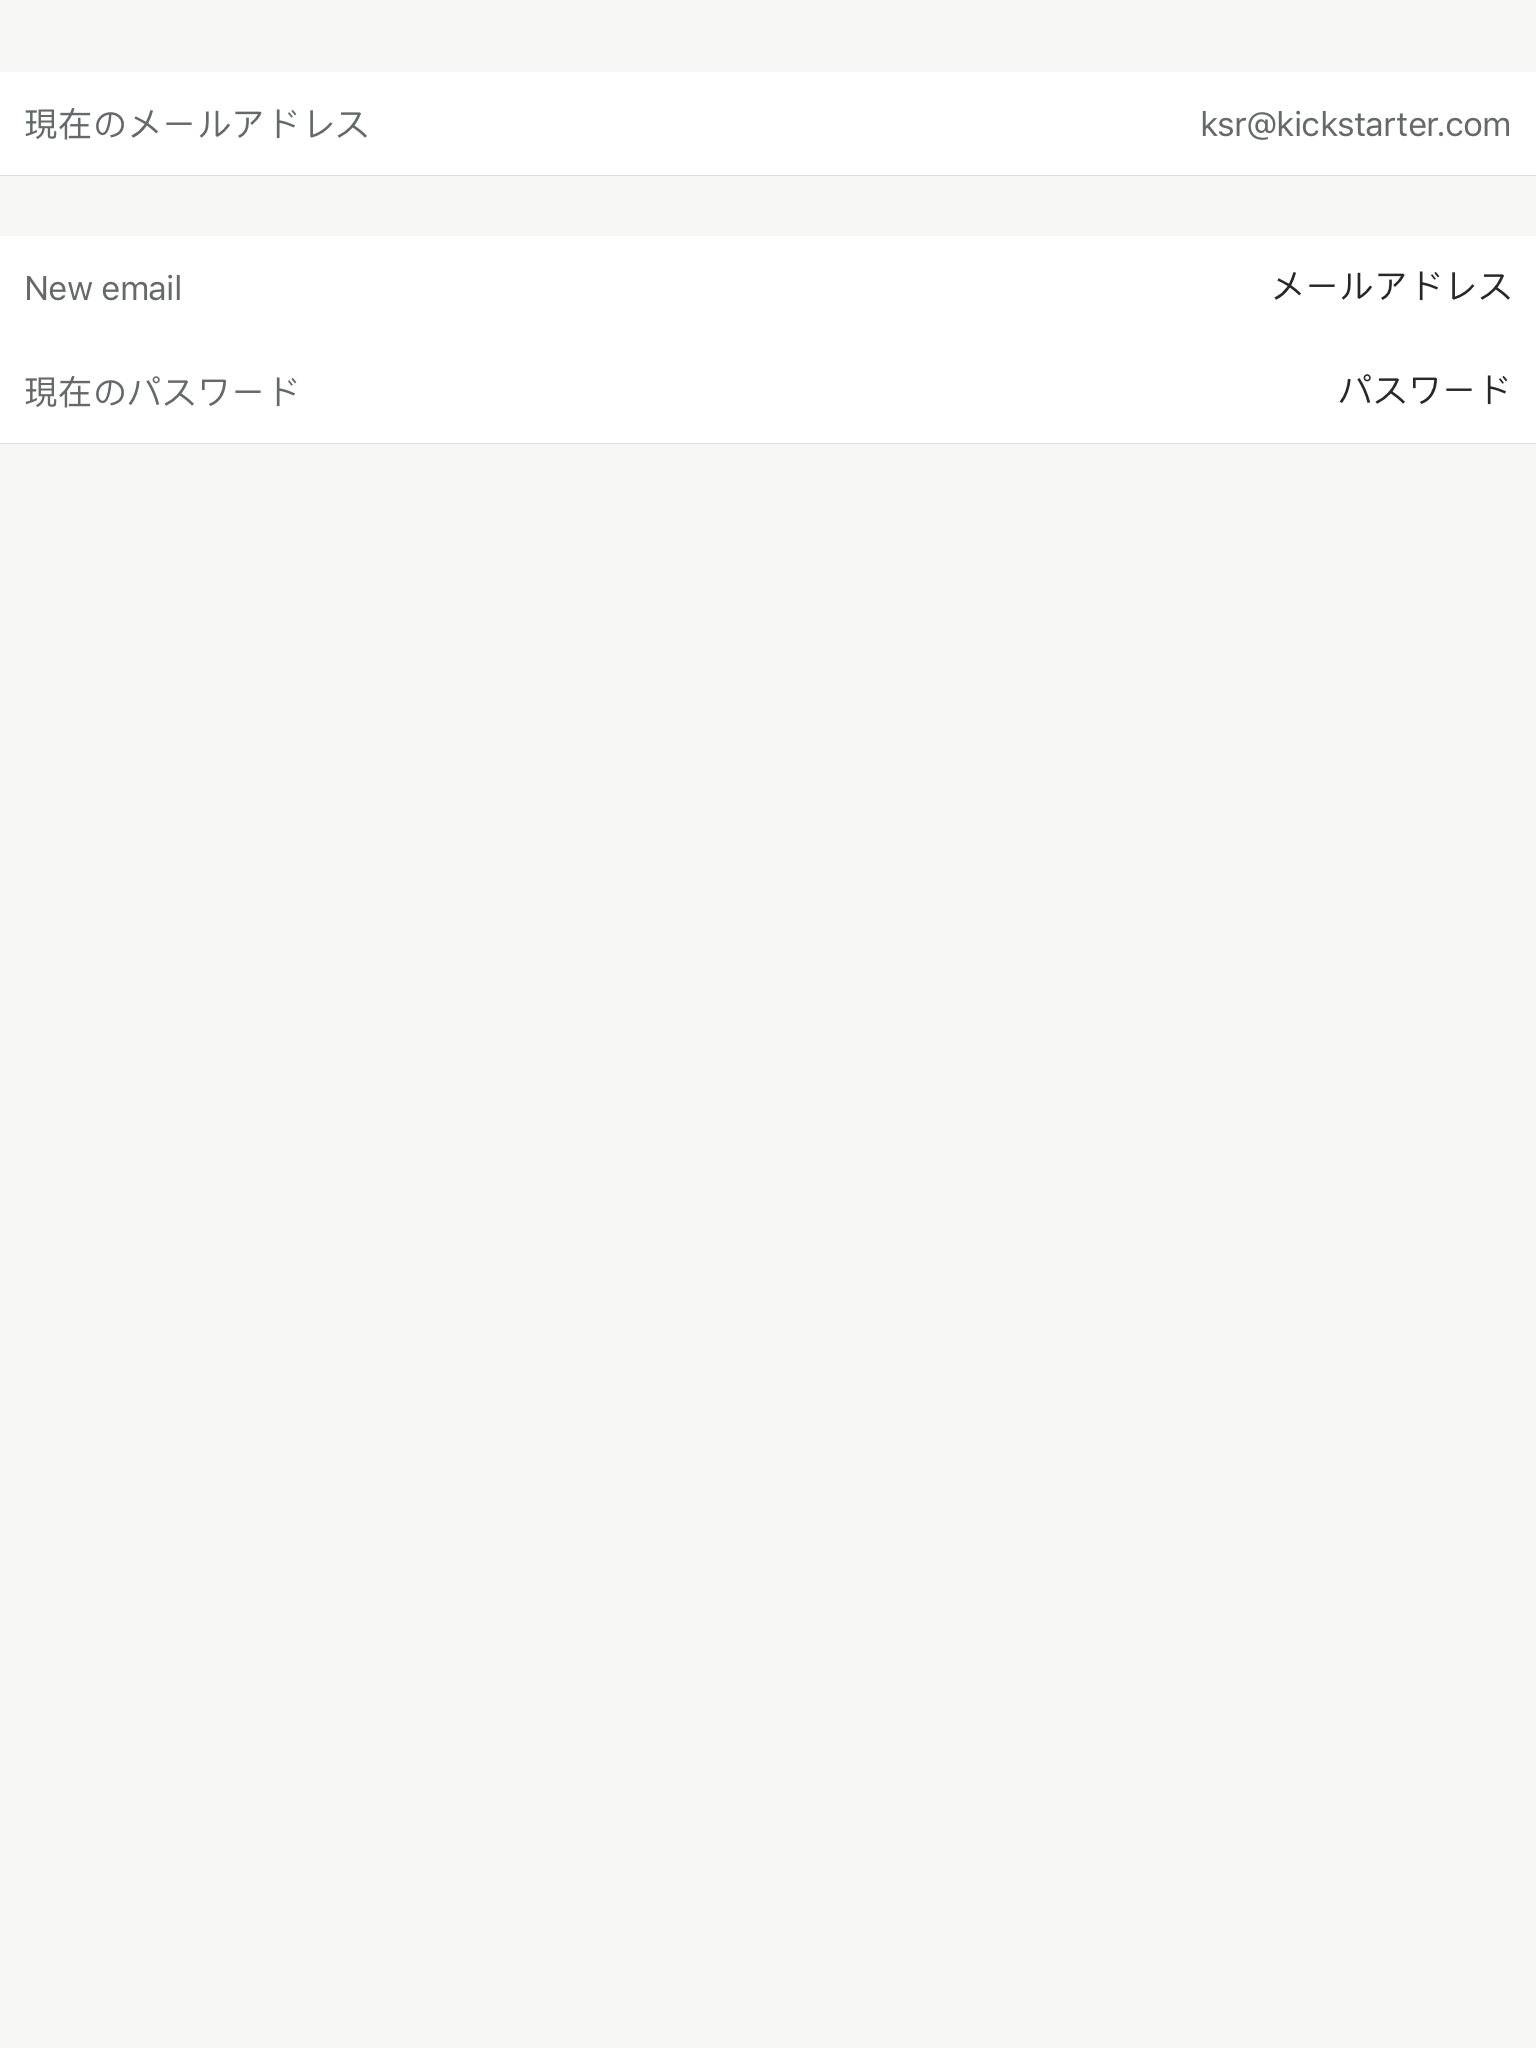 現在のメールアドレス ksr@kickstarter.com
New email メールアドレス
現在のパスワード パスワード